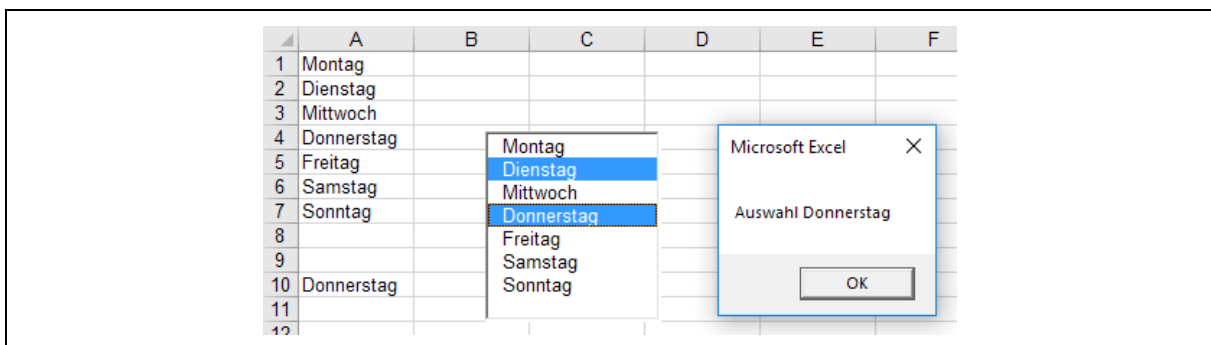 A B C D E F
1 Montag
2 Dienstag
3 Mittwoch
4 Donnerstag
5 Freitag
6 Samstag
7 Sonntag
8
9
10 Donnerstag
11
12
Montag
Dienstag
Mittwoch
Donnerstag
Freitag
Samstag
Sonntag
Microsoft Excel
Auswahl Donnerstag
OK